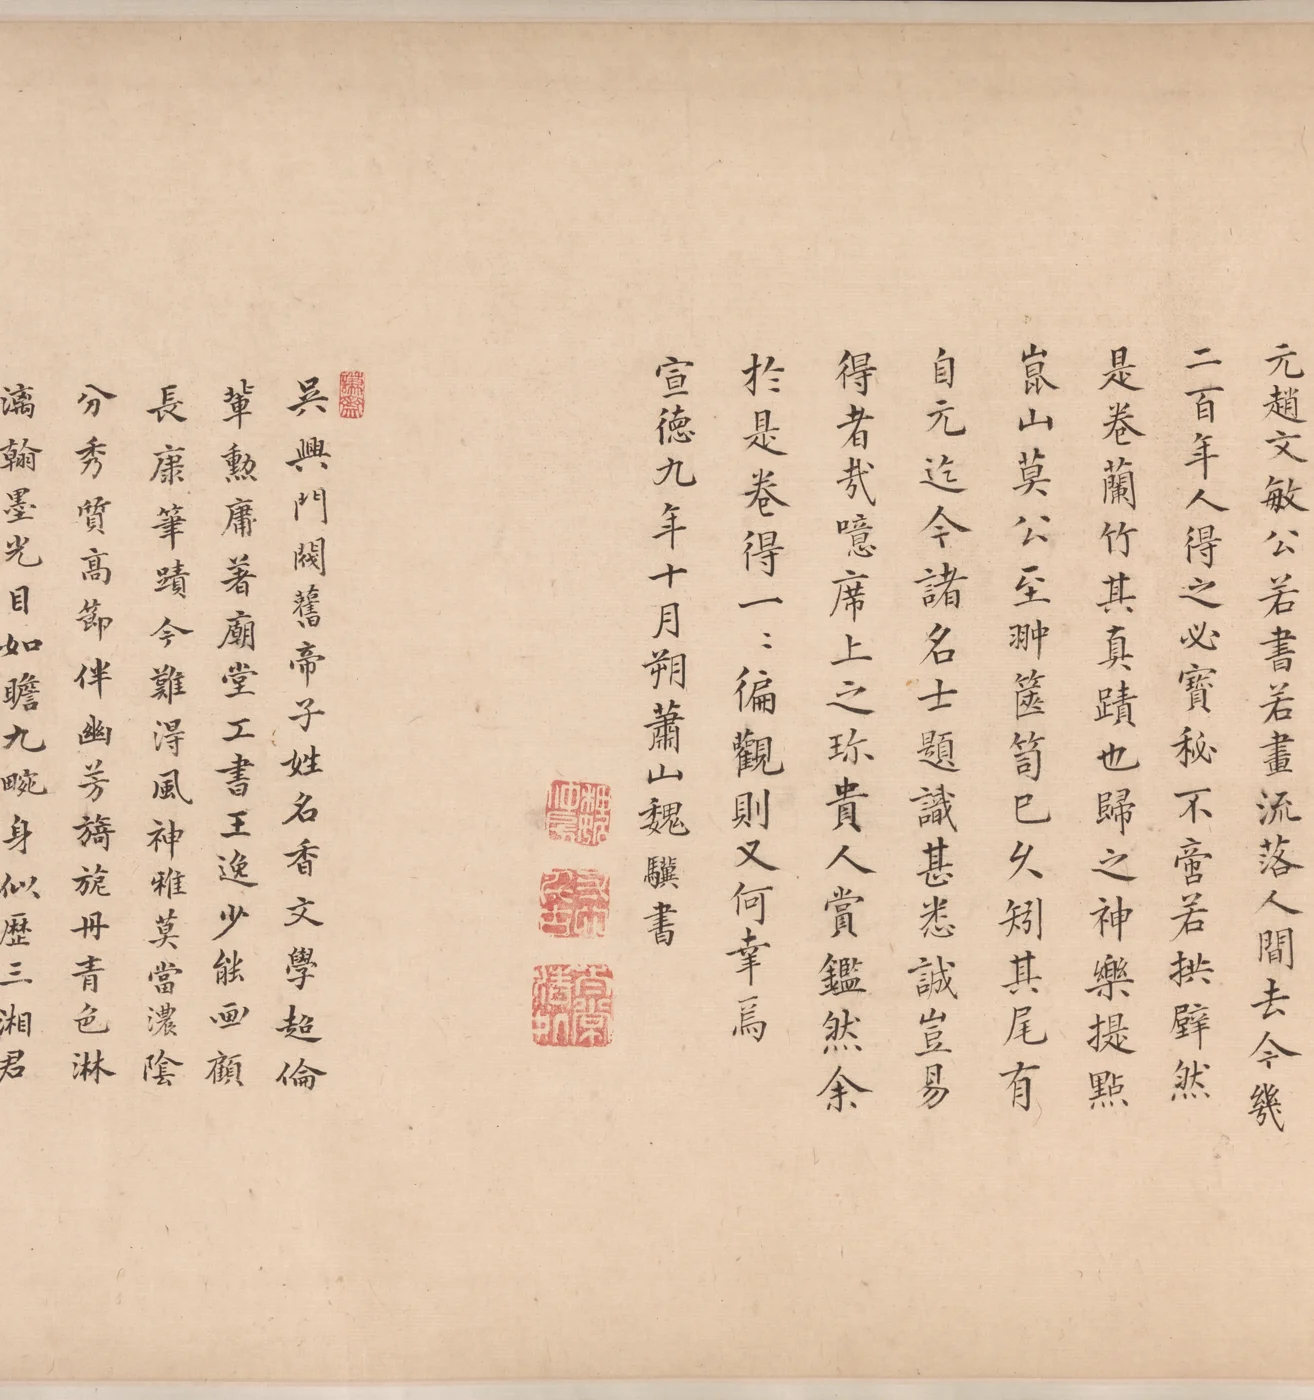 元趙文敏公若書若畫流落人間去今幾
二百年人得之必寶秘不啻若拱璧然
是卷蘭竹其真蹟也歸之神樂提點
崑山莫公至翀篋笥已久矧其尾有
自元迄今諸名士題識甚悉誠豈易
得者哉噫席上之珎貴人賞鑑然余
於是卷得一〻徧觀則又何幸焉
宣德九年十月朔蕭山魏驥書
吳興門閥舊帝子姓名香文學超倫
輩勳庸著廟堂工書王逸少能畫顧
長康筆蹟今難淂風神雅莫當濃陰
分秀質高節伴幽芳旖旎丹青色淋
漓翰墨光目如瞻九畹身似歷三湘君